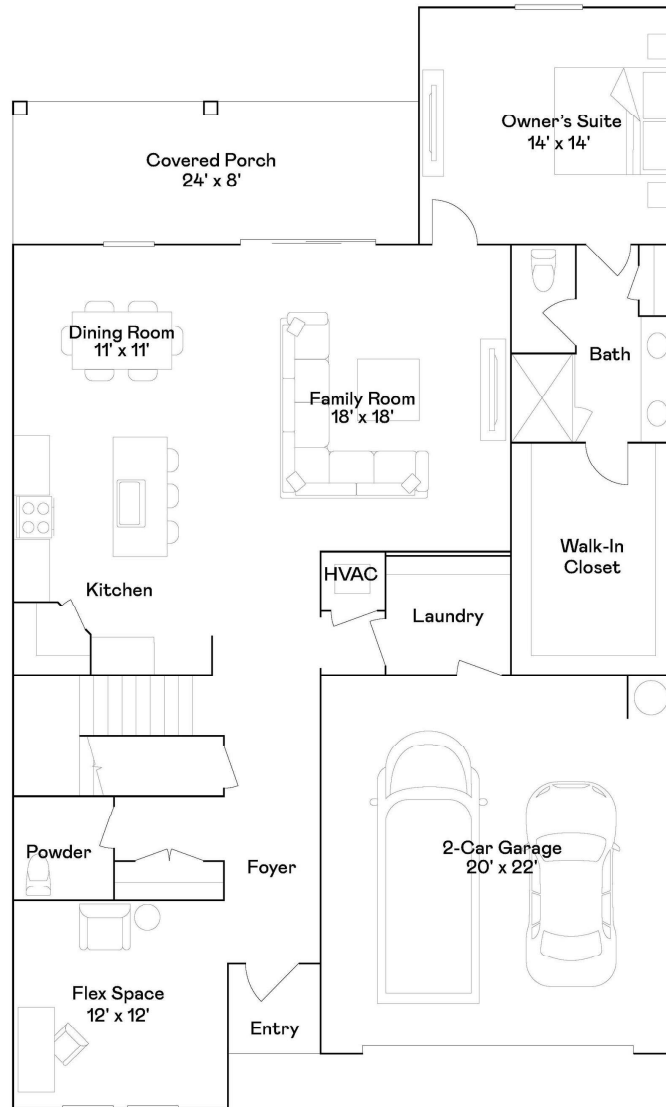 Owner's Suite
14' x 14'
Covered Porch
24' x 8'
Dining Room
11' x 11'
Bath
Family Room
18' x 18'
Walk-In
Closet
HVAC
Kitchen
Laundry
Powder
2-Car Garage
20' x 22'
Foyer
Flex Space
12' x 12'
Entry